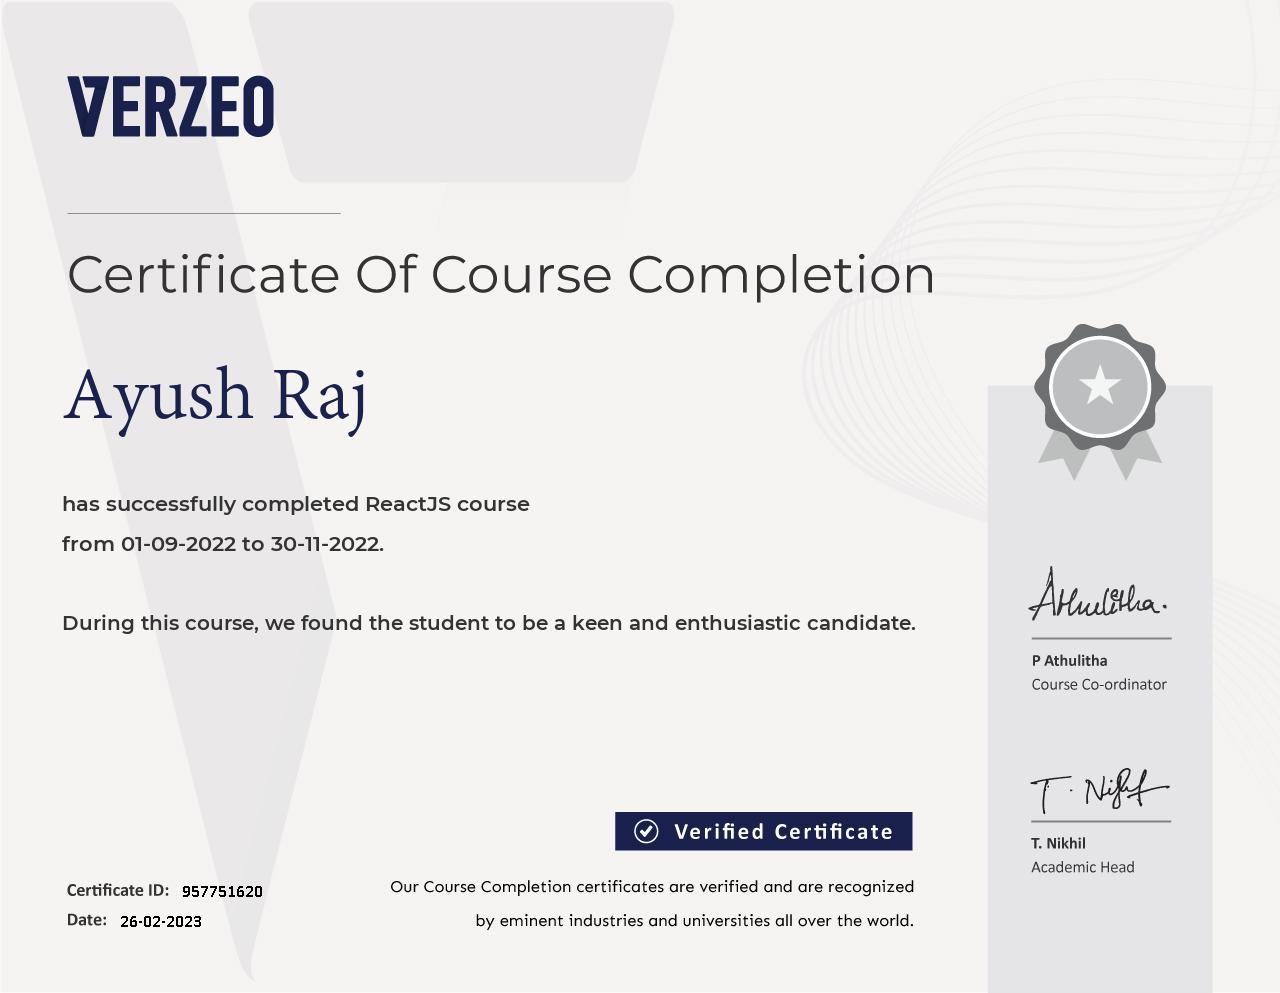 VERZEO
Certificate Of Course Completion
Ayush Raj
has successfully completed ReactJS course
from 01-09-2022 to 30-11-2022.
During this course, we found the student to be a keen and enthusiastic candidate.
Athulitha.
P Athulitha
Course Co-ordinator
T. Nikhil
T. Nikhil
Academic Head
Verified Certificate
Our Course Completion certificates are verified and are recognized
by eminent industries and universities all over the world.
Certificate ID: 957751620
Date: 26-02-2023